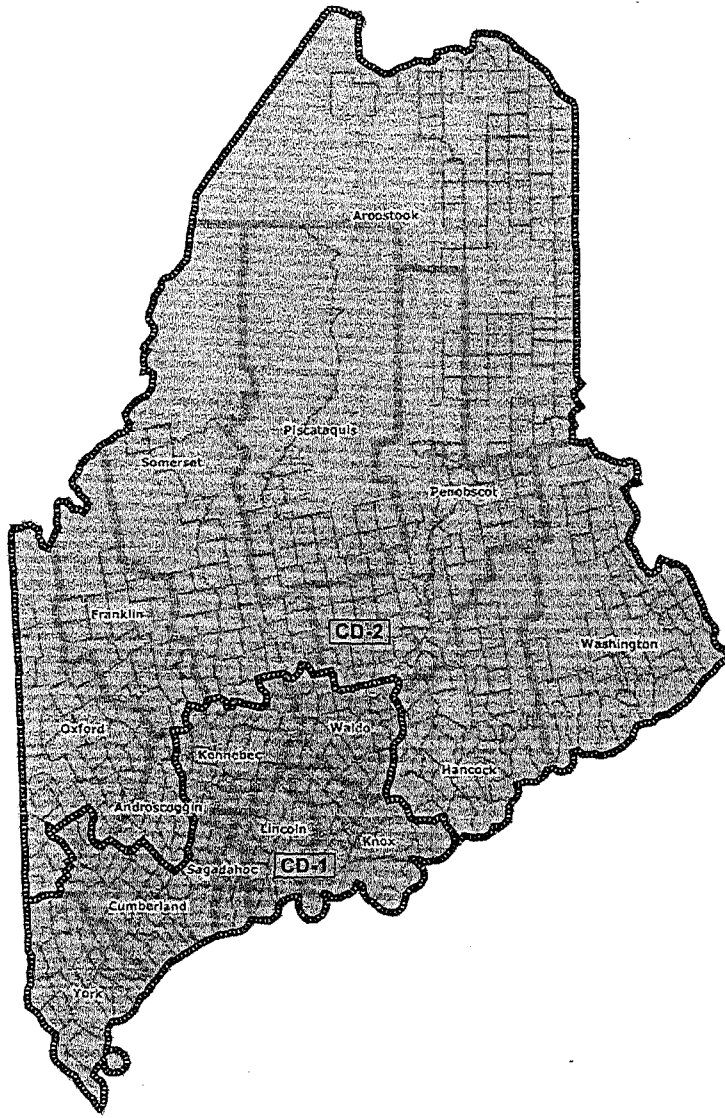 Aroostook
Piscataquis
Somerset
Penobscot
Franklin
CD-2
Washington
Oxford
Waldo
Kennebec
Hancock
Androscoggin
Lincoln
Knox
Sagadahoc
CD-1
Cumberland
York